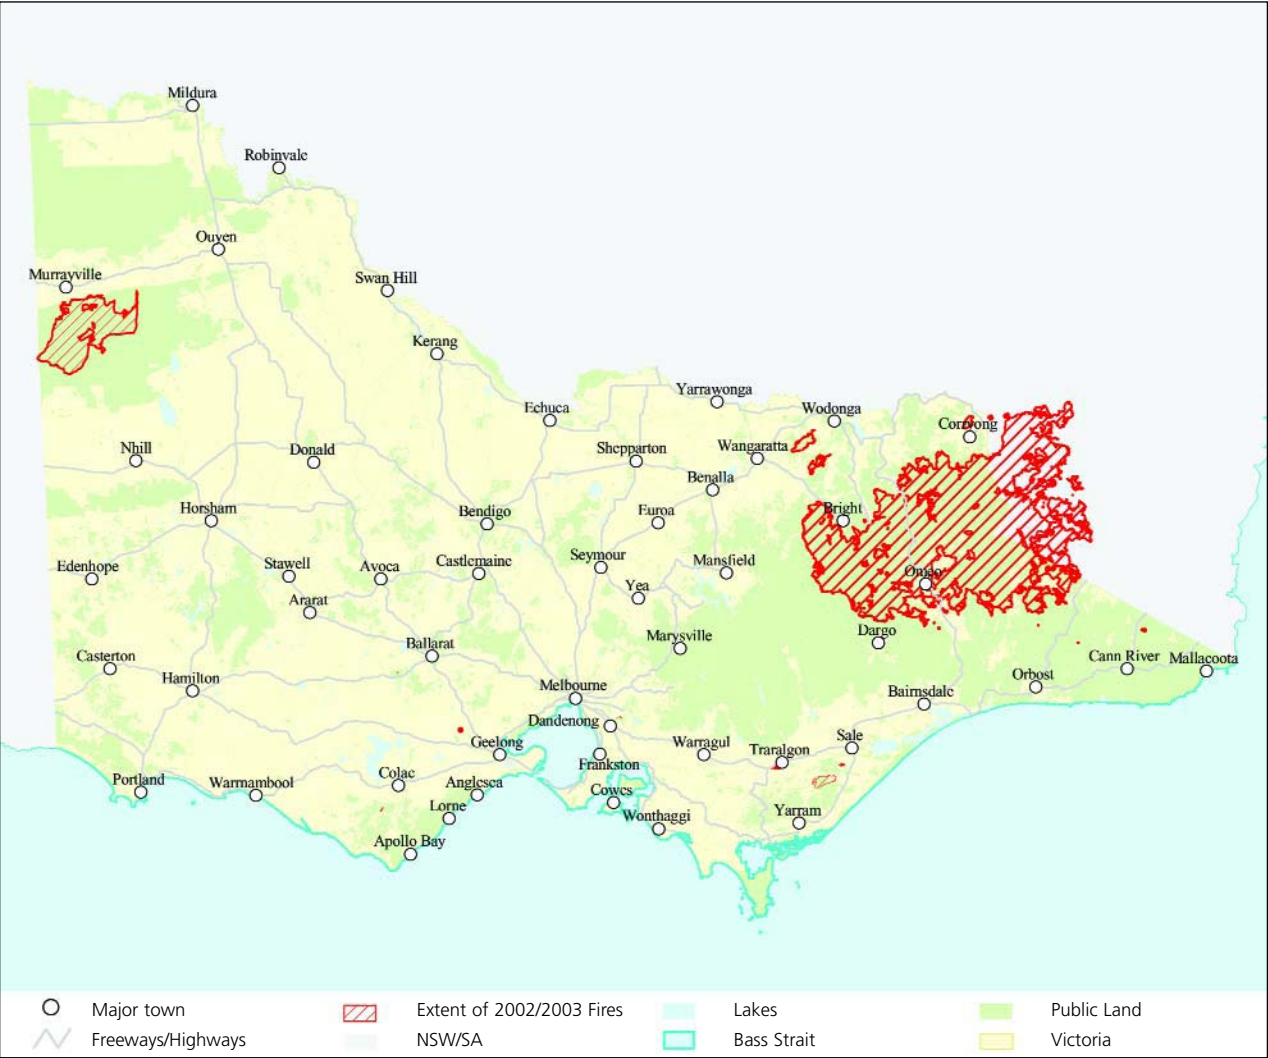 Mildura
Robinvale
Ouyen
Murrayville
Swan Hill
Kerang
Yarrawonga
Echuca
Wodonga
Corryong
Nhill
Donald
Shepparton
Wangaratta
Benalla
Horsham
Bendigo
Euroa
Bright
Edenhope
Stawell
Avoca
Castlemaine
Seymour
Mansfield
Omeo
Yea
Ararat
Ballarat
Marysville
Dargo
Casterton
Hamilton
Melbourne
Cann River
Mallacoota
Orbost
Bairnsdale
Dandenong
Geelong
Warragul
Traralgon
Sale
Frankston
Portland
Warrnambool
Colac
Anglesea
Cowes
Lorne
Wonthaggi
Yarram
Apollo Bay
Major town
Extent of 2002/2003 Fires
Lakes
Public Land
Freeways/Highways
NSW/SA
Bass Strait
Victoria